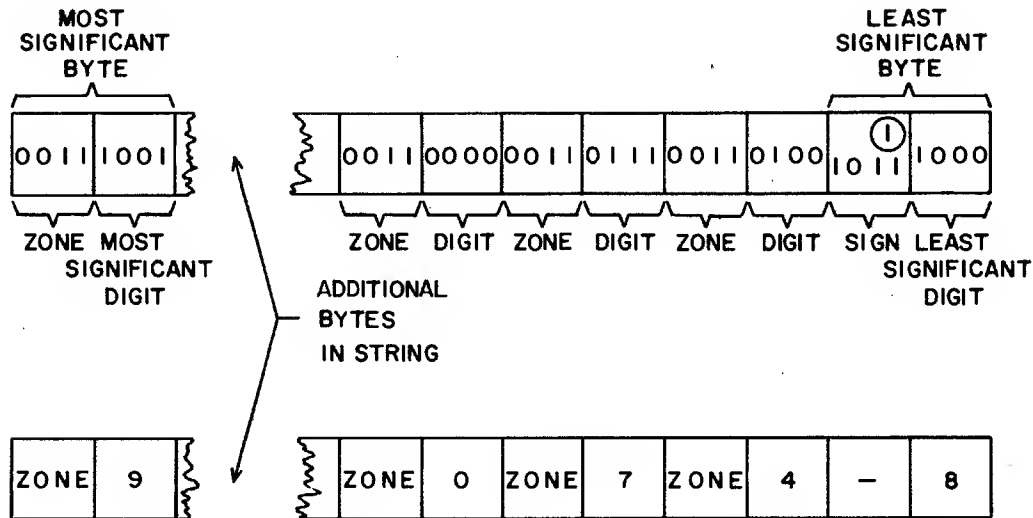 MOST SIGNIFICANT BYTE
LEAST SIGNIFICANT BYTE
0011 1001 0011 0000 0011 0111 0011 0100 1 1011 1000
ZONE MOST SIGNIFICANT DIGIT ZONE DIGIT ZONE DIGIT ZONE DIGIT SIGN LEAST SIGNIFICANT DIGIT
ADDITIONAL
BYTES
IN STRING
ZONE 9 ZONE 0 ZONE 7 ZONE 4 — 8